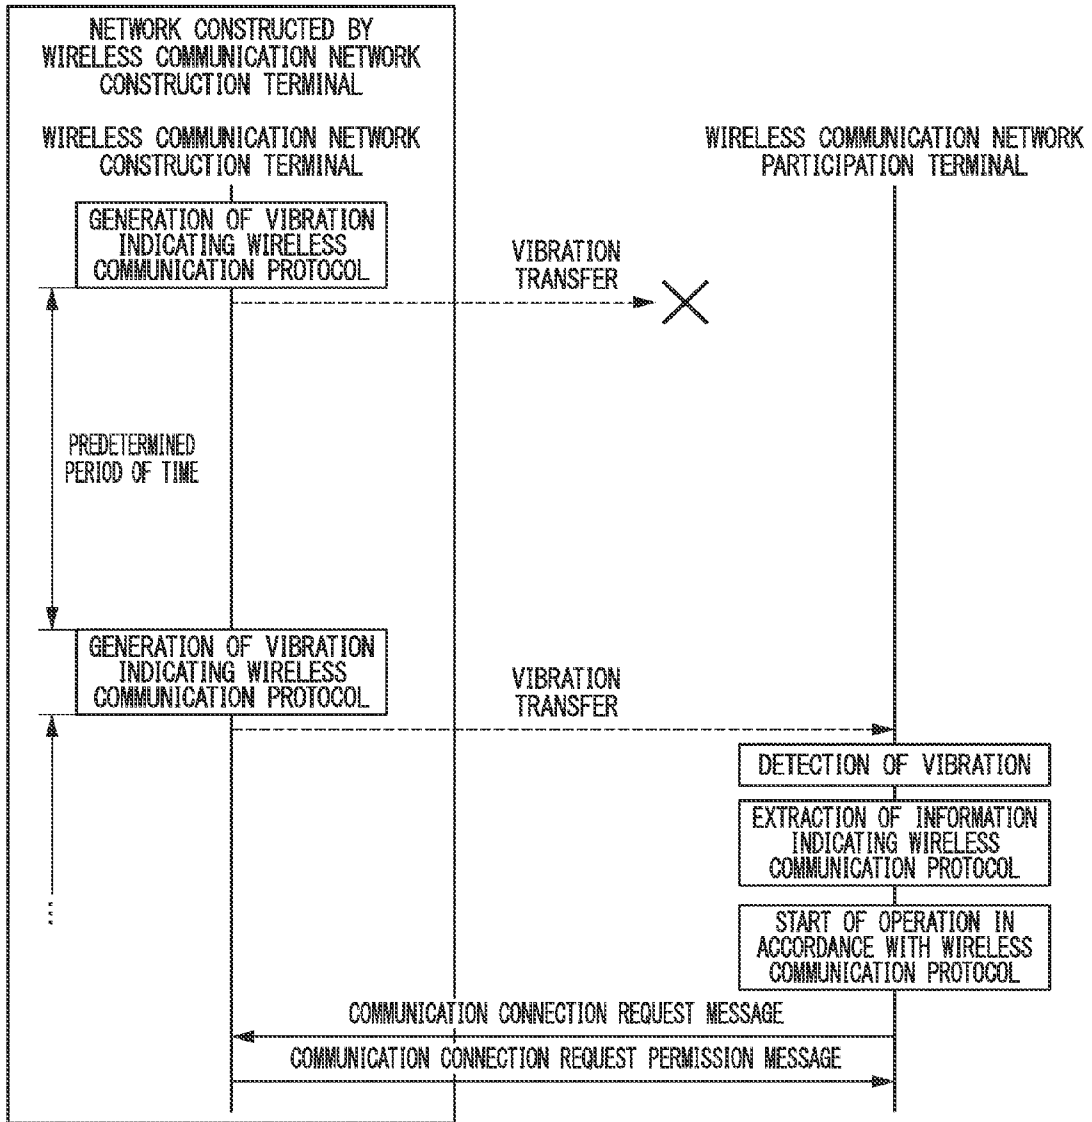 NETWORK CONSTRUCTED BY
WIRELESS COMMUNICATION NETWORK
CONSTRUCTION TERMINAL
WIRELESS COMMUNICATION NETWORK
CONSTRUCTION TERMINAL
WIRELESS COMMUNICATION NETWORK
PARTICIPATION TERMINAL
GENERATION OF VIBRATION
INDICATING WIRELESS
COMMUNICATION PROTOCOL
VIBRATION
TRANSFER
PREDETERMINED
PERIOD OF TIME
GENERATION OF VIBRATION
INDICATING WIRELESS
COMMUNICATION PROTOCOL
VIBRATION
TRANSFER
DETECTION OF VIBRATION
EXTRACTION OF INFORMATION
INDICATING WIRELESS
COMMUNICATION PROTOCOL
...
START OF OPERATION IN
ACCORDANCE WITH WIRELESS
COMMUNICATION PROTOCOL
COMMUNICATION CONNECTION REQUEST MESSAGE
COMMUNICATION CONNECTION REQUEST PERMISSION MESSAGE